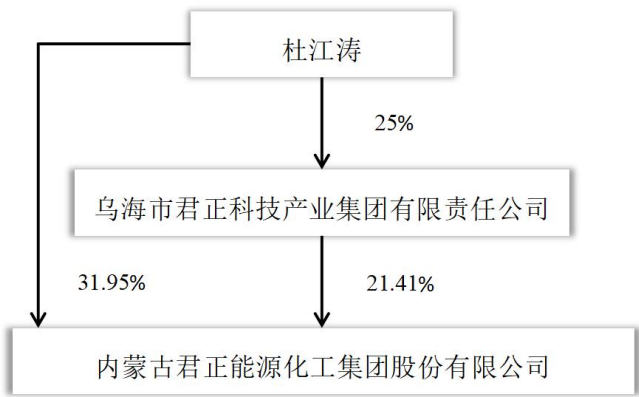 杜江涛
25%
乌海市君正科技产业集团有限责任公司
31.95%
21.41%
内蒙古君正能源化工集团股份有限公司